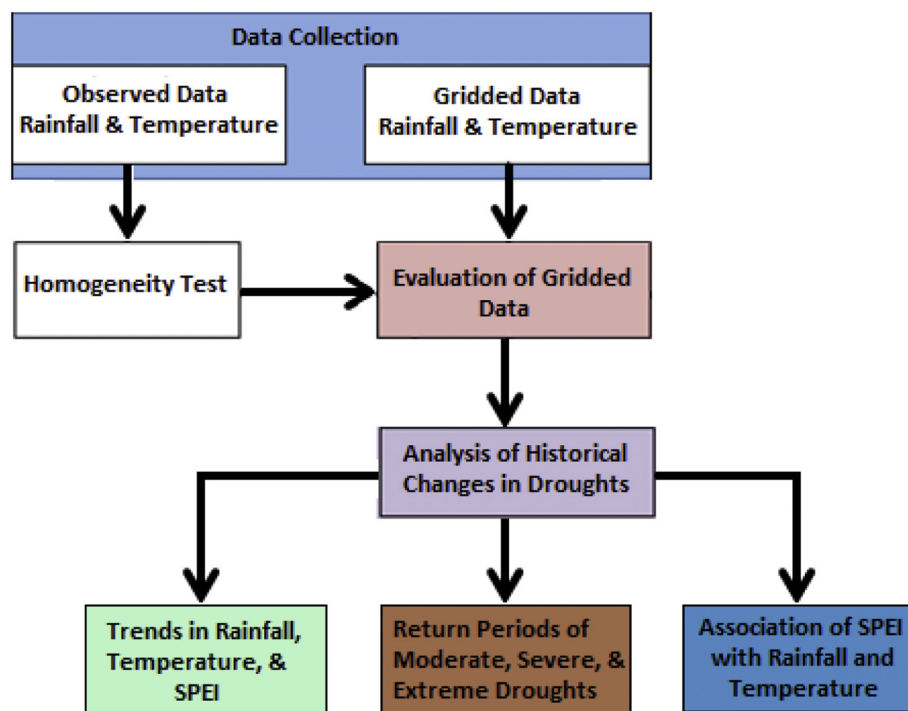 Data Collection
Observed Data
Rainfall & Temperature
Gridded Data
Rainfall & Temperature
Homogeneity Test
Evaluation of Gridded
Data
Analysis of Historical
Changes in Droughts
Trends in Rainfall,
Temperature, &
SPEI
Return Periods of
Moderate, Severe, &
Extreme Droughts
Association of SPEI
with Rainfall and
Temperature